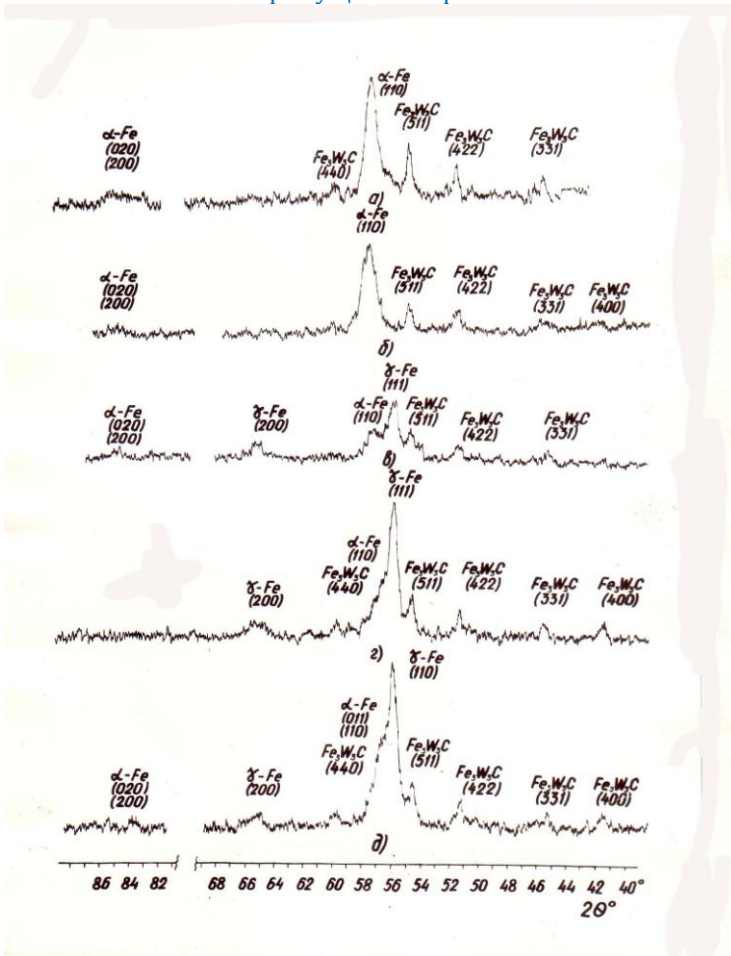 α-Fe
(110)
Fe₃W₃C
(511)
α-Fe
(020)
(200)
Fe₃W₃C
(422)
Fe₃W₃C
(331)
Fe₃W₃C
(440)
а)
α-Fe
(110)
α-Fe
(020)
(200)
Fe₃W₃C
(511)
Fe₃W₃C
(422)
Fe₃W₃C
(331)
Fe₃W₃C
(400)
б)
γ-Fe
(111)
α-Fe
(020)
(200)
γ-Fe
(200)
α-Fe
(110)
Fe₃W₃C
(511)
Fe₃W₃C
(422)
Fe₃W₃C
(331)
в)
γ-Fe
(111)
α-Fe
(110)
Fe₃W₃C
(440)
γ-Fe
(200)
Fe₃W₃C
(511)
Fe₃W₃C
(422)
Fe₃W₃C
(331)
Fe₃W₃C
(400)
г)
γ-Fe
(110)
α-Fe
(011)
(110)
Fe₃W₃C
(440)
α-Fe
(020)
(200)
γ-Fe
(200)
Fe₃W₃C
(511)
Fe₃W₃C
(422)
Fe₃W₃C
(331)
Fe₃W₃C
(400)
д)
86 84 82 68 66 64 62 60 58 56 54 52 50 48 46 44 42 40°
2θ°